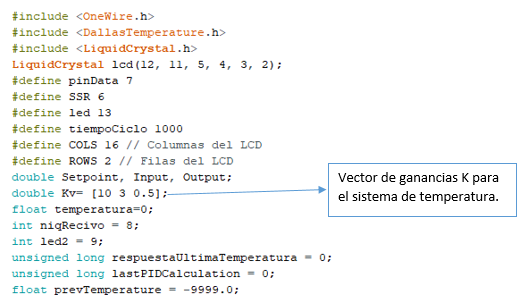 #include <OneWire.h>
#include <DallasTemperature.h>
#include <LiquidCrystal.h>
LiquidCrystal lcd(12, 11, 5, 4, 3, 2);
#define pinData 7
#define SSR 6
#define led 13
#define tiempoCiclo 1000
#define COLS 16 // Columnas del LCD
#define ROWS 2 // Filas del LCD
double Setpoint, Input, Output;
double Kv= [10 3 0.5];
float temperatura=0;
int niqRecivo = 8;
int led2 = 9;
unsigned long respuestaUltimaTemperatura = 0;
unsigned long lastPIDCalculation = 0;
float prevTemperature = -9999.0;
Vector de ganancias K para
el sistema de temperatura.